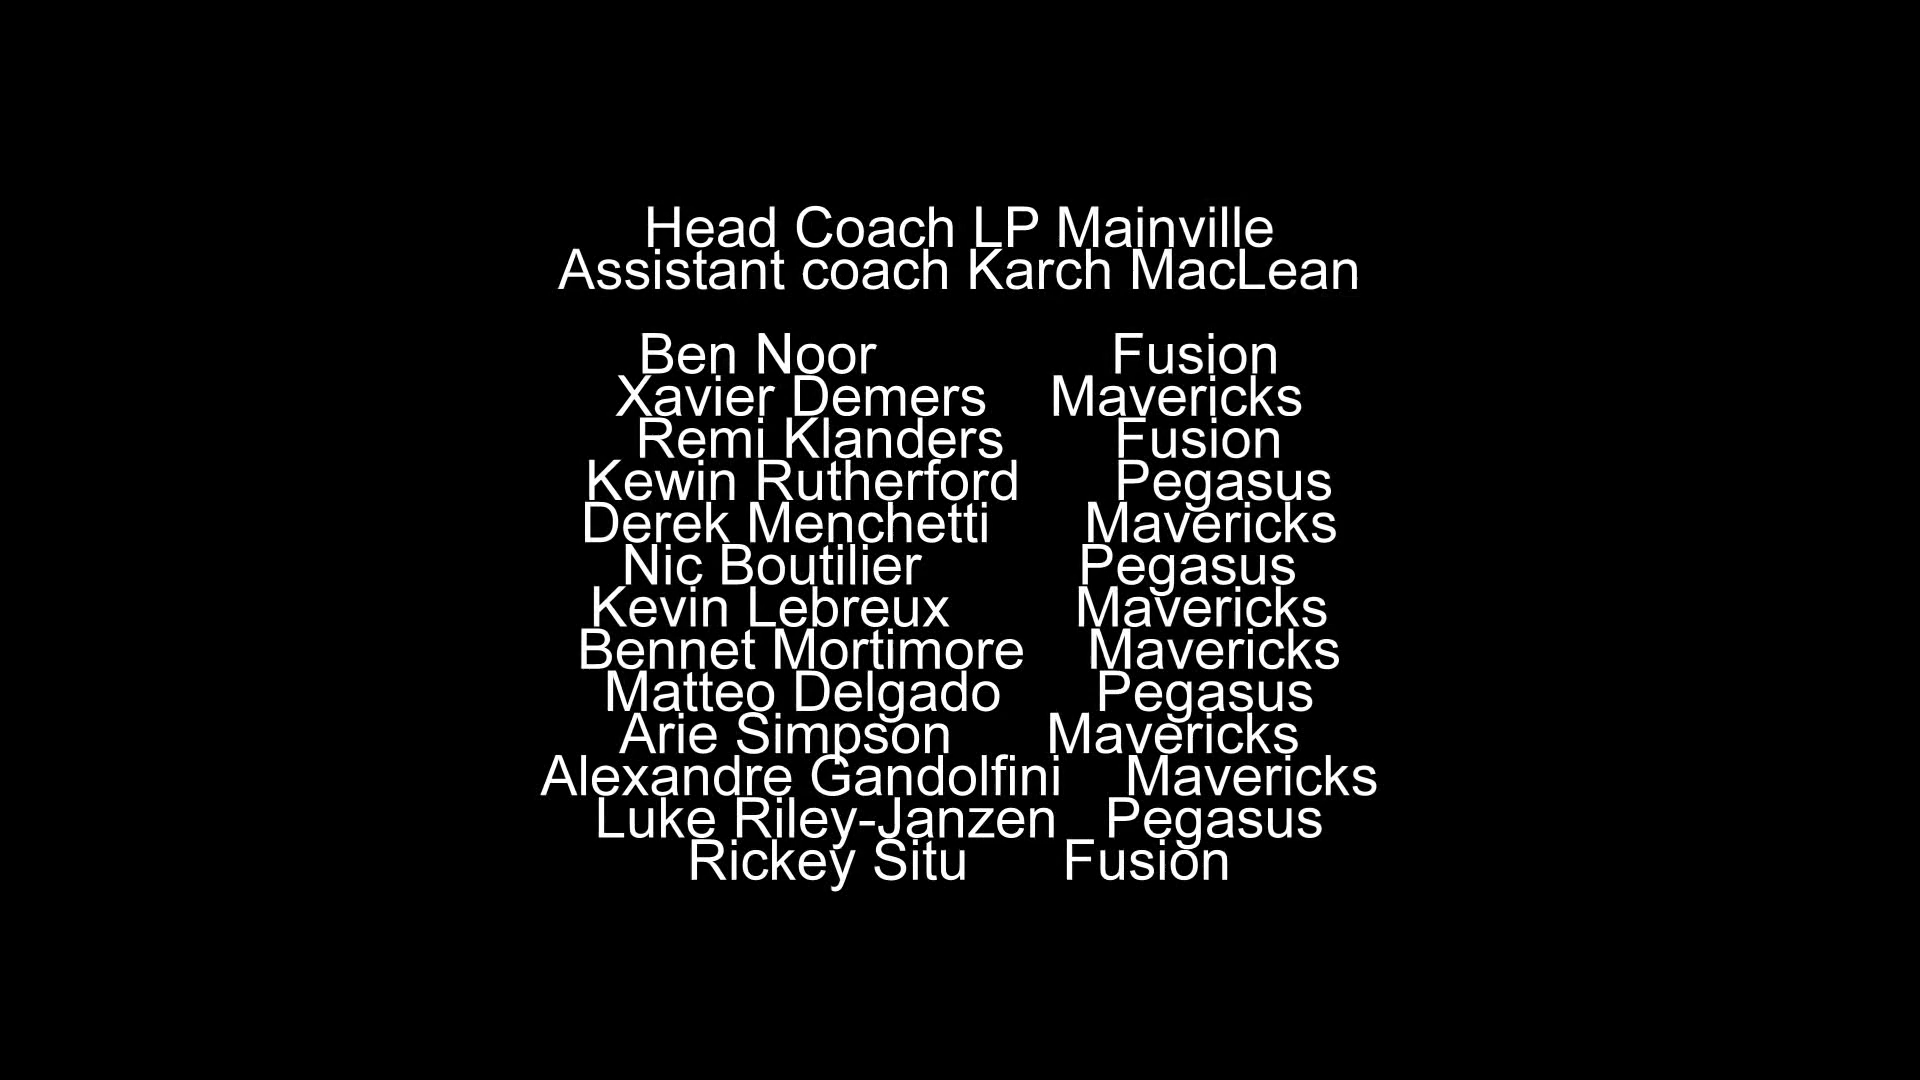 Head Coach LP Mainville
Assistant coach Karch MacLean
Ben Noor Fusion
Xavier Demers Mavericks
Remi Klanders Fusion
Kewin Rutherford Pegasus
Derek Menchetti Mavericks
Nic Boutilier Pegasus
Kevin Lebreux Mavericks
Bennet Mortimore Mavericks
Matteo Delgado Pegasus
Arie Simpson Mavericks
Alexandre Gandolfini Mavericks
Luke Riley-Janzen Pegasus
Rickey Situ Fusion